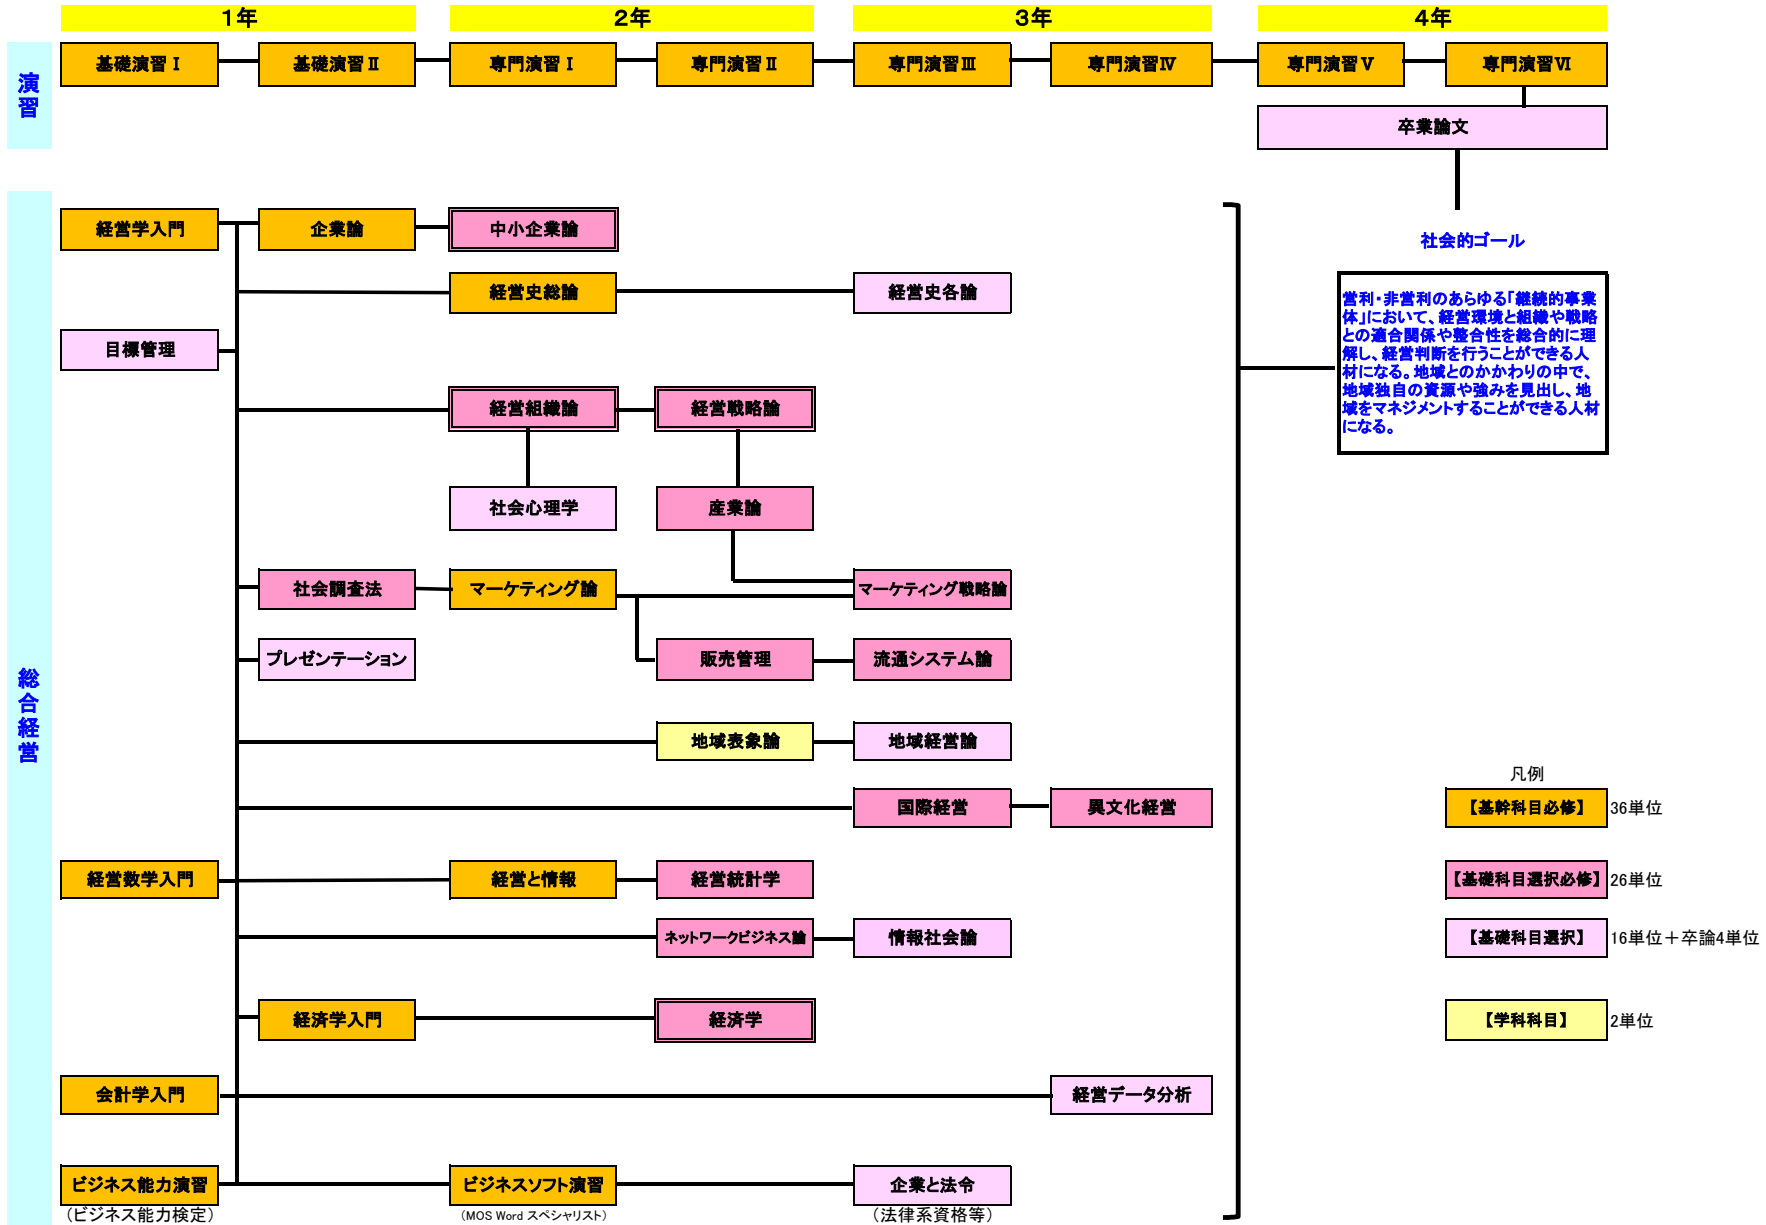 1年
2年
3年
4年
演習
基礎演習Ⅰ
基礎演習Ⅱ
専門演習Ⅰ
専門演習Ⅱ
専門演習Ⅲ
専門演習Ⅳ
専門演習Ⅴ
専門演習Ⅵ
卒業論文
総合経営
経営学入門
企業論
中小企業論
社会的ゴール
経営史総論
経営史各論
営利・非営利のあらゆる「継続的事業
体」において、経営環境と組織や戦略
との適合関係や整合性を総合的に理
解し、経営判断を行うことができる人
材になる。地域とのかかわりの中で、
地域独自の資源や強みを見出し、地
域をマネジメントすることができる人材
になる。
目標管理
経営組織論
経営戦略論
社会心理学
産業論
社会調査法
マーケティング論
マーケティング戦略論
プレゼンテーション
販売管理
流通システム論
地域表象論
地域経営論
凡例
国際経営
異文化経営
【基幹科目必修】
36単位
経営数学入門
経営と情報
経営統計学
【基礎科目選択必修】
26単位
ネットワークビジネス論
情報社会論
【基礎科目選択】
16単位＋卒論4単位
経済学入門
経済学
【学科科目】
2単位
会計学入門
経営データ分析
ビジネス能力演習
ビジネスソフト演習
企業と法令
（ビジネス能力検定）
（MOS Word スペシャリスト）
（法律系資格等）